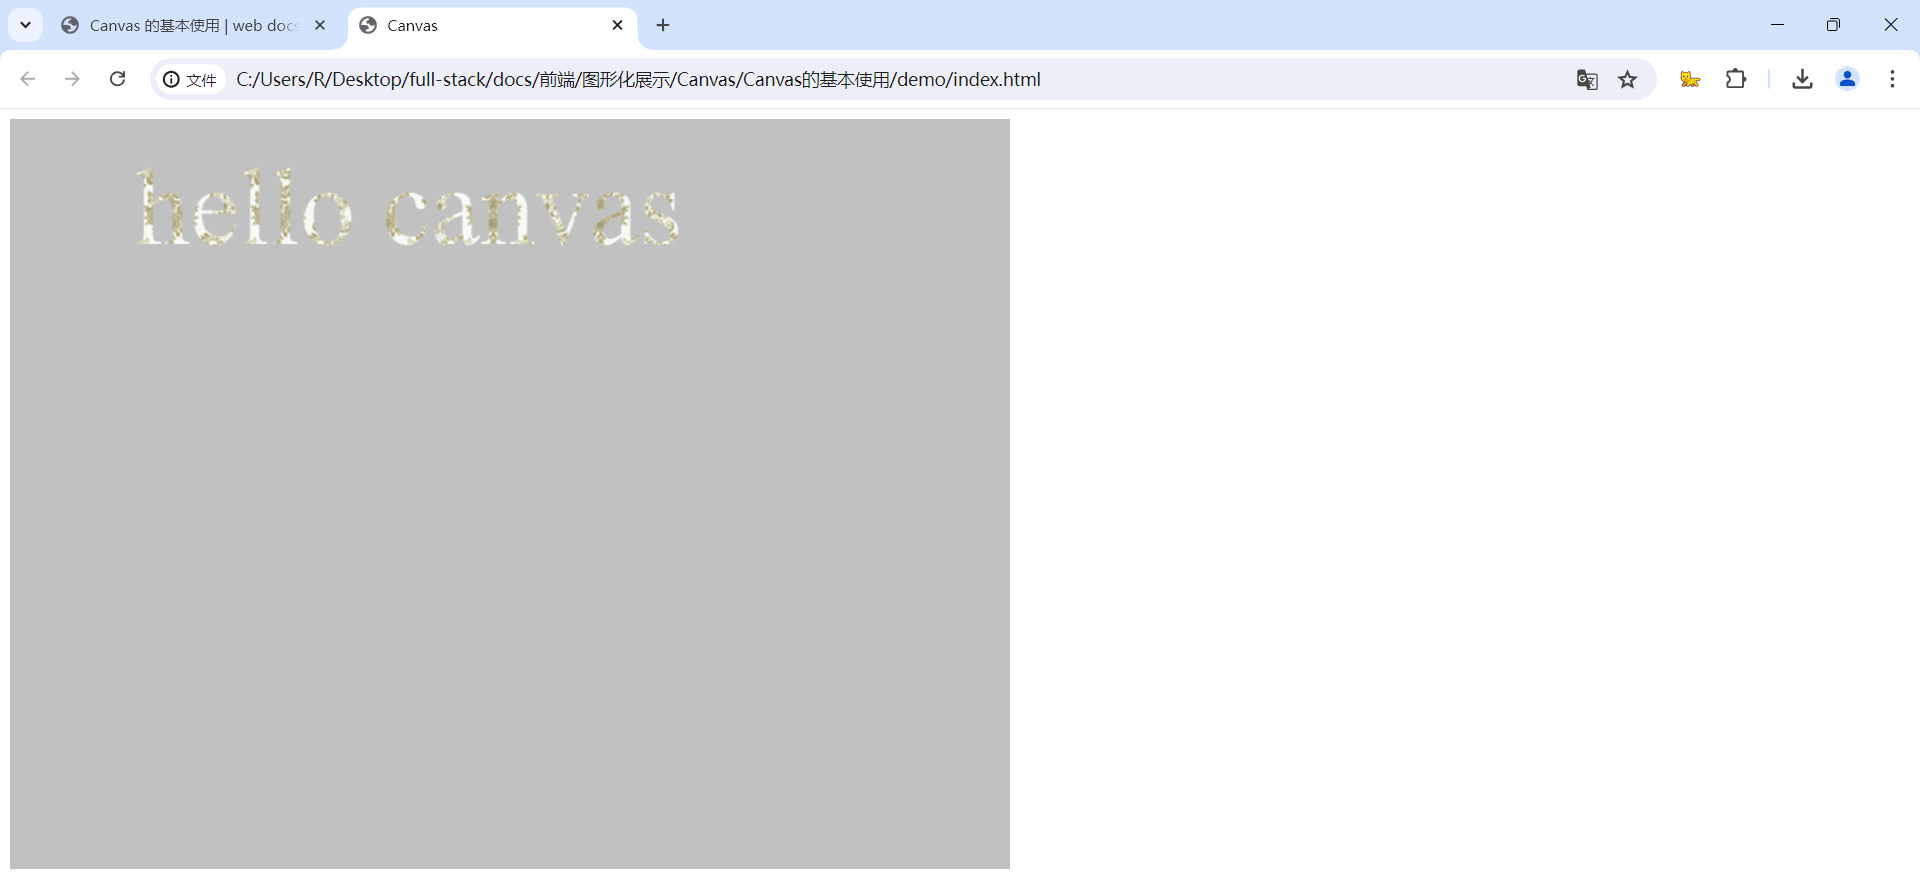 Canvas 的基本使用 | web docs
Canvas
文件
C:/Users/R/Desktop/full-stack/docs/前端/图形化展示/Canvas/Canvas的基本使用/demo/index.html
hello canvas